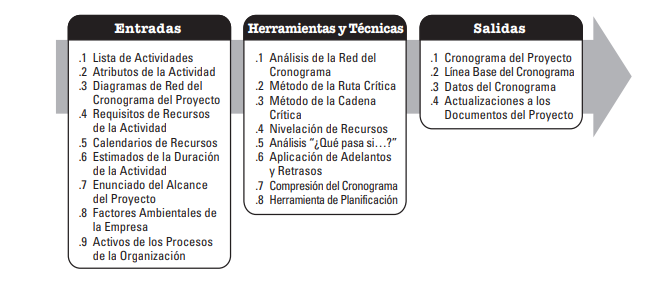 Entradas
.1 Lista de Actividades
.2 Atributos de la Actividad
.3 Diagramas de Red del
Cronograma del Proyecto
.4 Requisitos de Recursos
de la Actividad
.5 Calendarios de Recursos
.6 Estimados de la Duración
de la Actividad
.7 Enunciado del Alcance
del Proyecto
.8 Factores Ambientales de
la Empresa
.9 Activos de los Procesos
de la Organización
Herramientas y Técnicas
.1 Análisis de la Red del
Cronograma
.2 Método de la Ruta Crítica
.3 Método de la Cadena
Crítica
.4 Nivelación de Recursos
.5 Análisis “¿Qué pasa si…?”
.6 Aplicación de Adelantos
y Retrasos
.7 Compresión del Cronograma
.8 Herramienta de Planificación
Salidas
.1 Cronograma del Proyecto
.2 Línea Base del Cronograma
.3 Datos del Cronograma
.4 Actualizaciones a los
Documentos del Proyecto